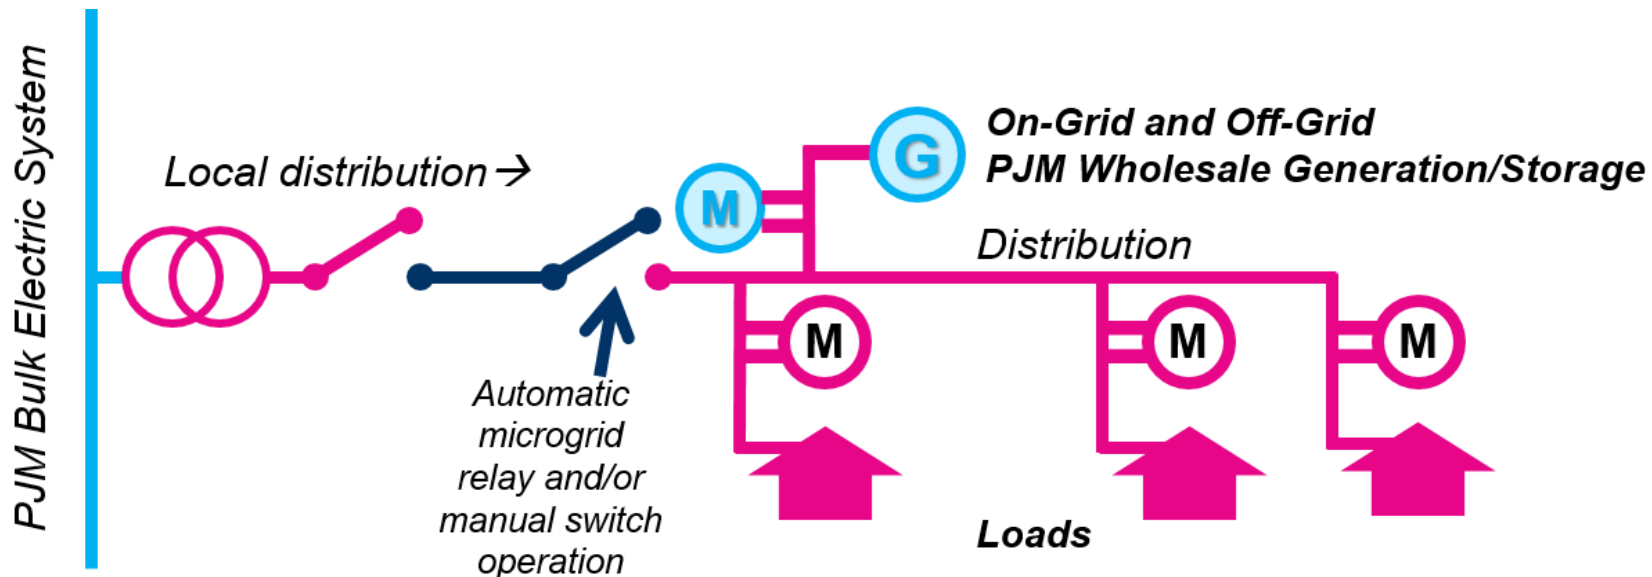 PJM Bulk Electric System
Local distribution →
On-Grid and Off-Grid
PJM Wholesale Generation/Storage
G
M
Distribution
M
M
M
Automatic
microgrid
relay and/or
manual switch
operation
Loads